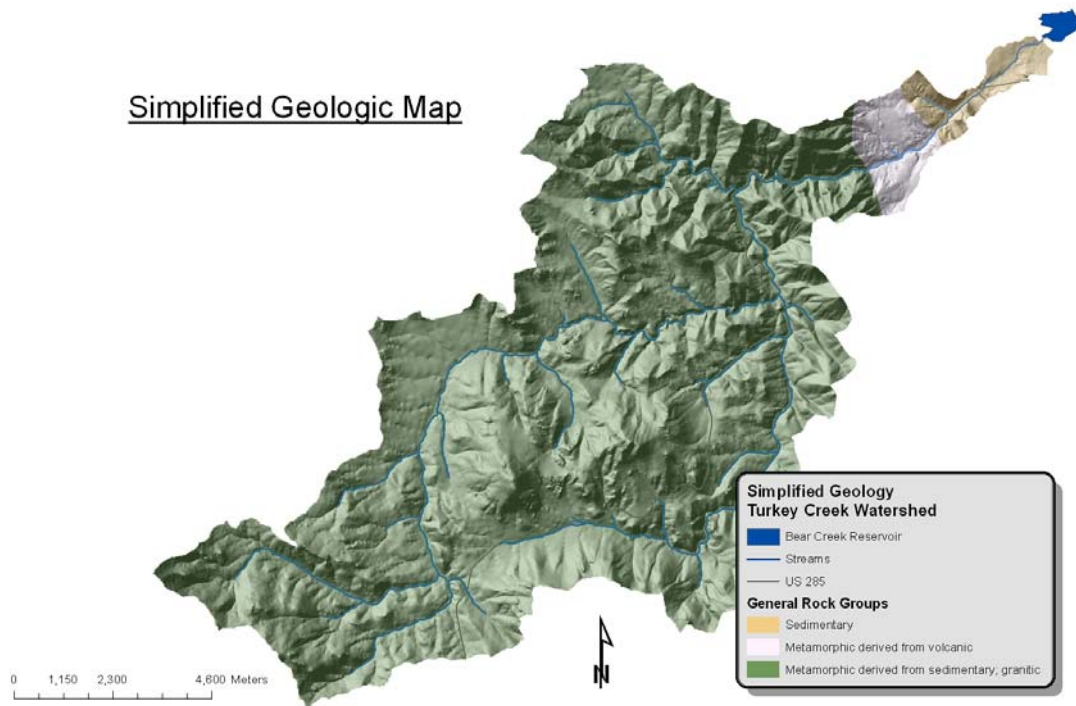 Simplified Geologic Map
Simplified Geology
Turkey Creek Watershed
Bear Creek Reservoir
Streams
US 285
General Rock Groups
Sedimentary
Metamorphic derived from volcanic
Metamorphic derived from sedimentary; granitic
N
0 1,150 2,300 4,600 Meters